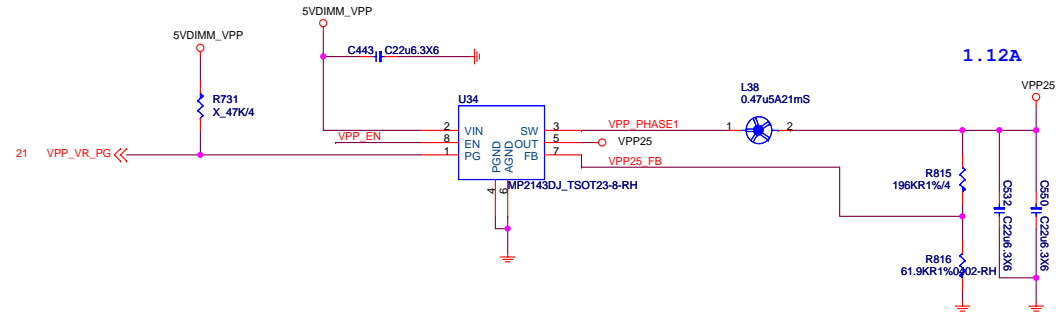 5VDIMM_VPP
5VDIMM_VPP
C443
C22u6.3X6
1.12A
R731
X_47K/4
U34
L38
0.47u5A21mS
VPP25
VPP_EN
2
8
1
VIN
EN
PG
SW
OUT
FB
3
5
7
VPP_PHASE1
1
2
VPP25
VPP25_FB
21
VPP_VR_PG
PGND
AGND
4
6
MP2143DJ_TSOT23-8-RH
R815
196KR1%/4
C532
C22u6.3X6
C550
C22u6.3X6
R816
61.9KR1%0402-RH